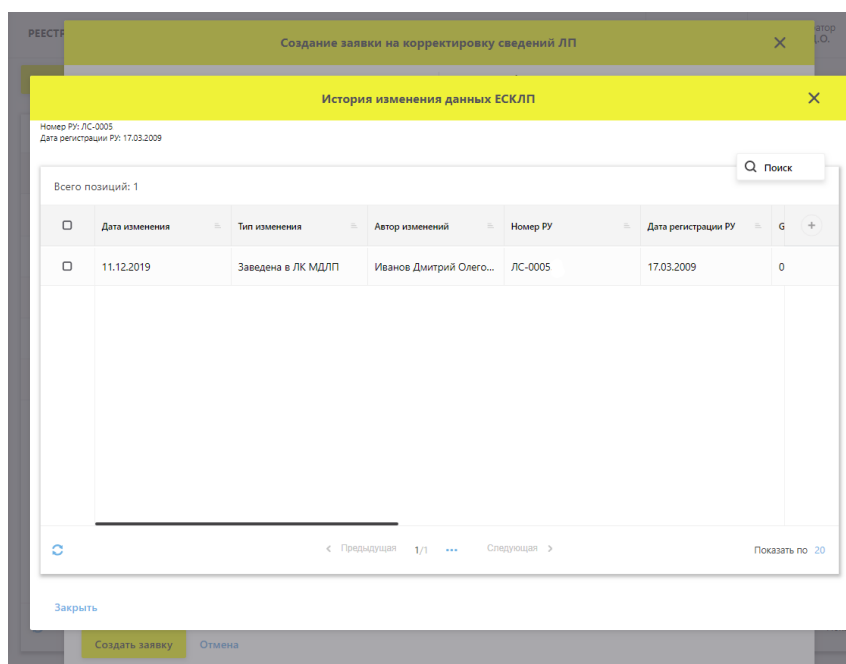 РЕЕСТР
Создание заявки на корректировку сведений ЛП
История изменения данных ЕСКЛП
Номер РУ: ЛС-0005
Дата регистрации РУ: 17.03.2009
Поиск
Всего позиций: 1
Дата изменения Тип изменения Автор изменений Номер РУ Дата регистрации РУ G
11.12.2019 Заведена в ЛК МДЛП Иванов Дмитрий Олего... ЛС-0005 17.03.2009 0
Предыдущая 1/1 ... Следующая Показать по 20
Закрыть
Создать заявку Отмена